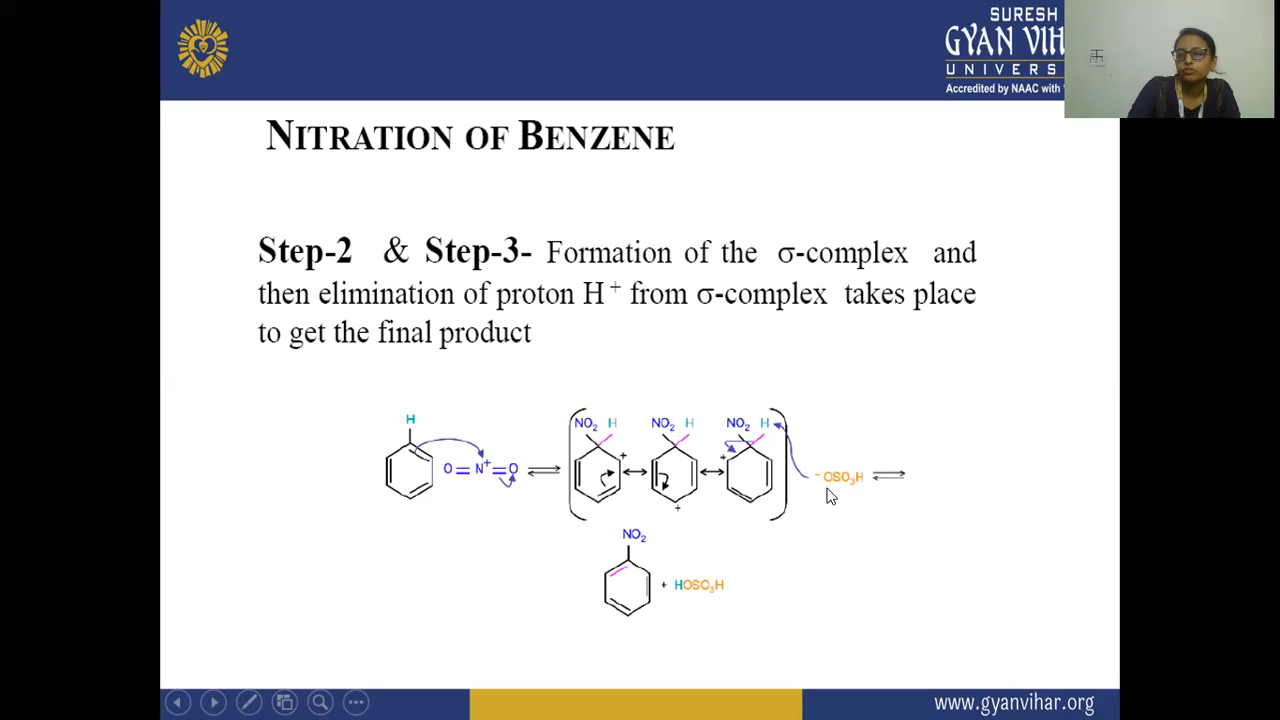 SURESH
GYAN VIH
UNIVERS
Accredited by NAAC with
NITRATION OF BENZENE
Step-2 & Step-3- Formation of the σ-complex and
then elimination of proton H⁺ from σ-complex takes place
to get the final product
H
O=N⁺=O
NO₂ H
+
NO₂ H
+
NO₂ H
+
⁻OSO₃H
NO₂
+ HOSO₃H
www.gyanvihar.org